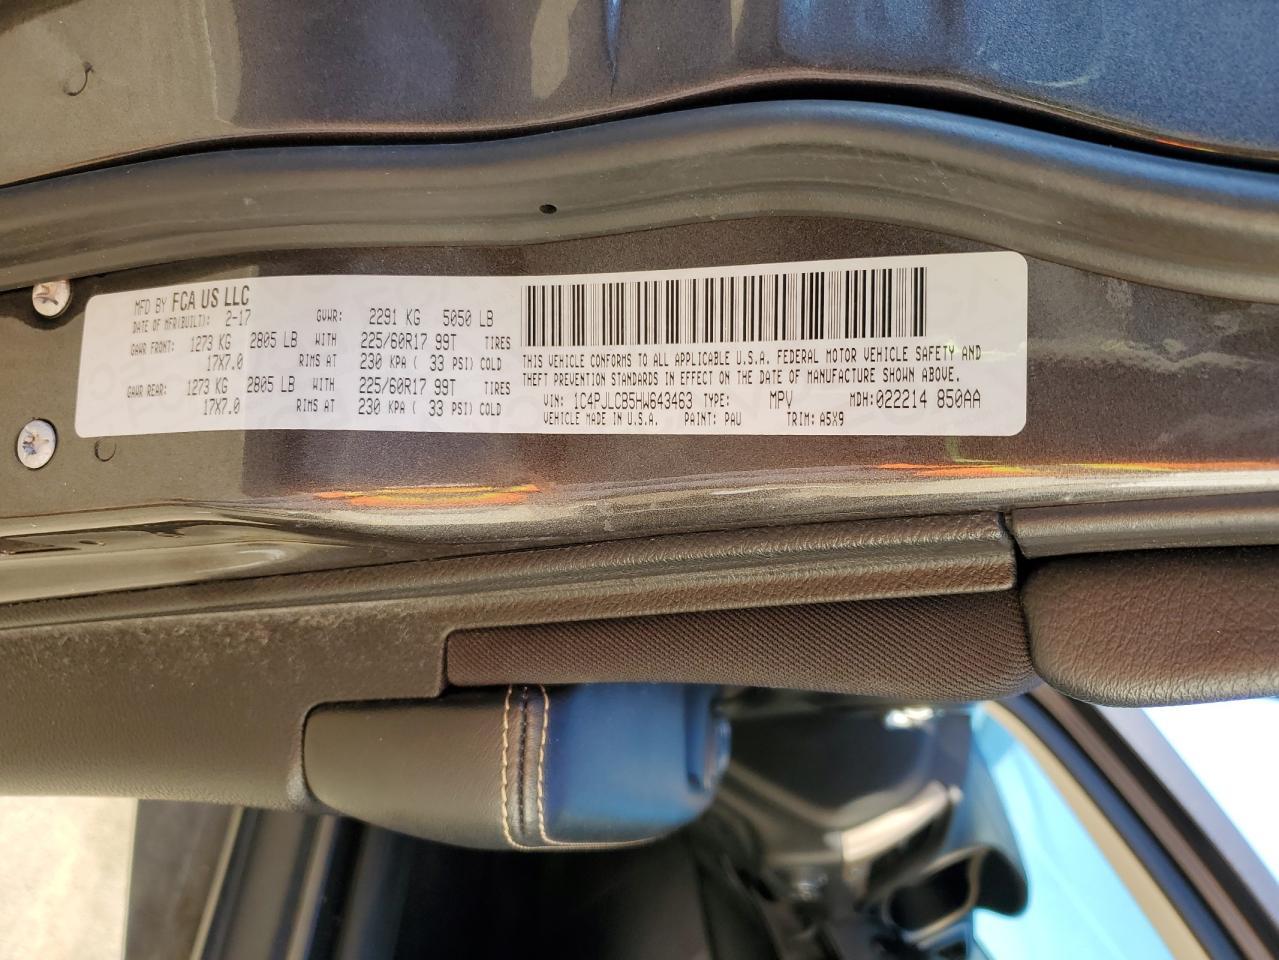 MFD BY FCA US LLC
DATE OF MFR(BUILT): 2-17 GVWR: 2291 KG 5050 LB
GAWR FRONT: 1273 KG 2805 LB WITH 225/60R17 99T TIRES
17X7.0 RIMS AT 230 KPA ( 33 PSI) COLD
GAWR REAR: 1273 KG 2805 LB WITH 225/60R17 99T TIRES
17X7.0 RIMS AT 230 KPA ( 33 PSI) COLD
THIS VEHICLE CONFORMS TO ALL APPLICABLE U.S.A. FEDERAL MOTOR VEHICLE SAFETY AND
THEFT PREVENTION STANDARDS IN EFFECT ON THE DATE OF MANUFACTURE SHOWN ABOVE.
VIN: 1C4PJLCB5HW643463 TYPE: MPV MDH:022214 850AA
VEHICLE MADE IN U.S.A. PAINT: PAU TRIM: A5X9